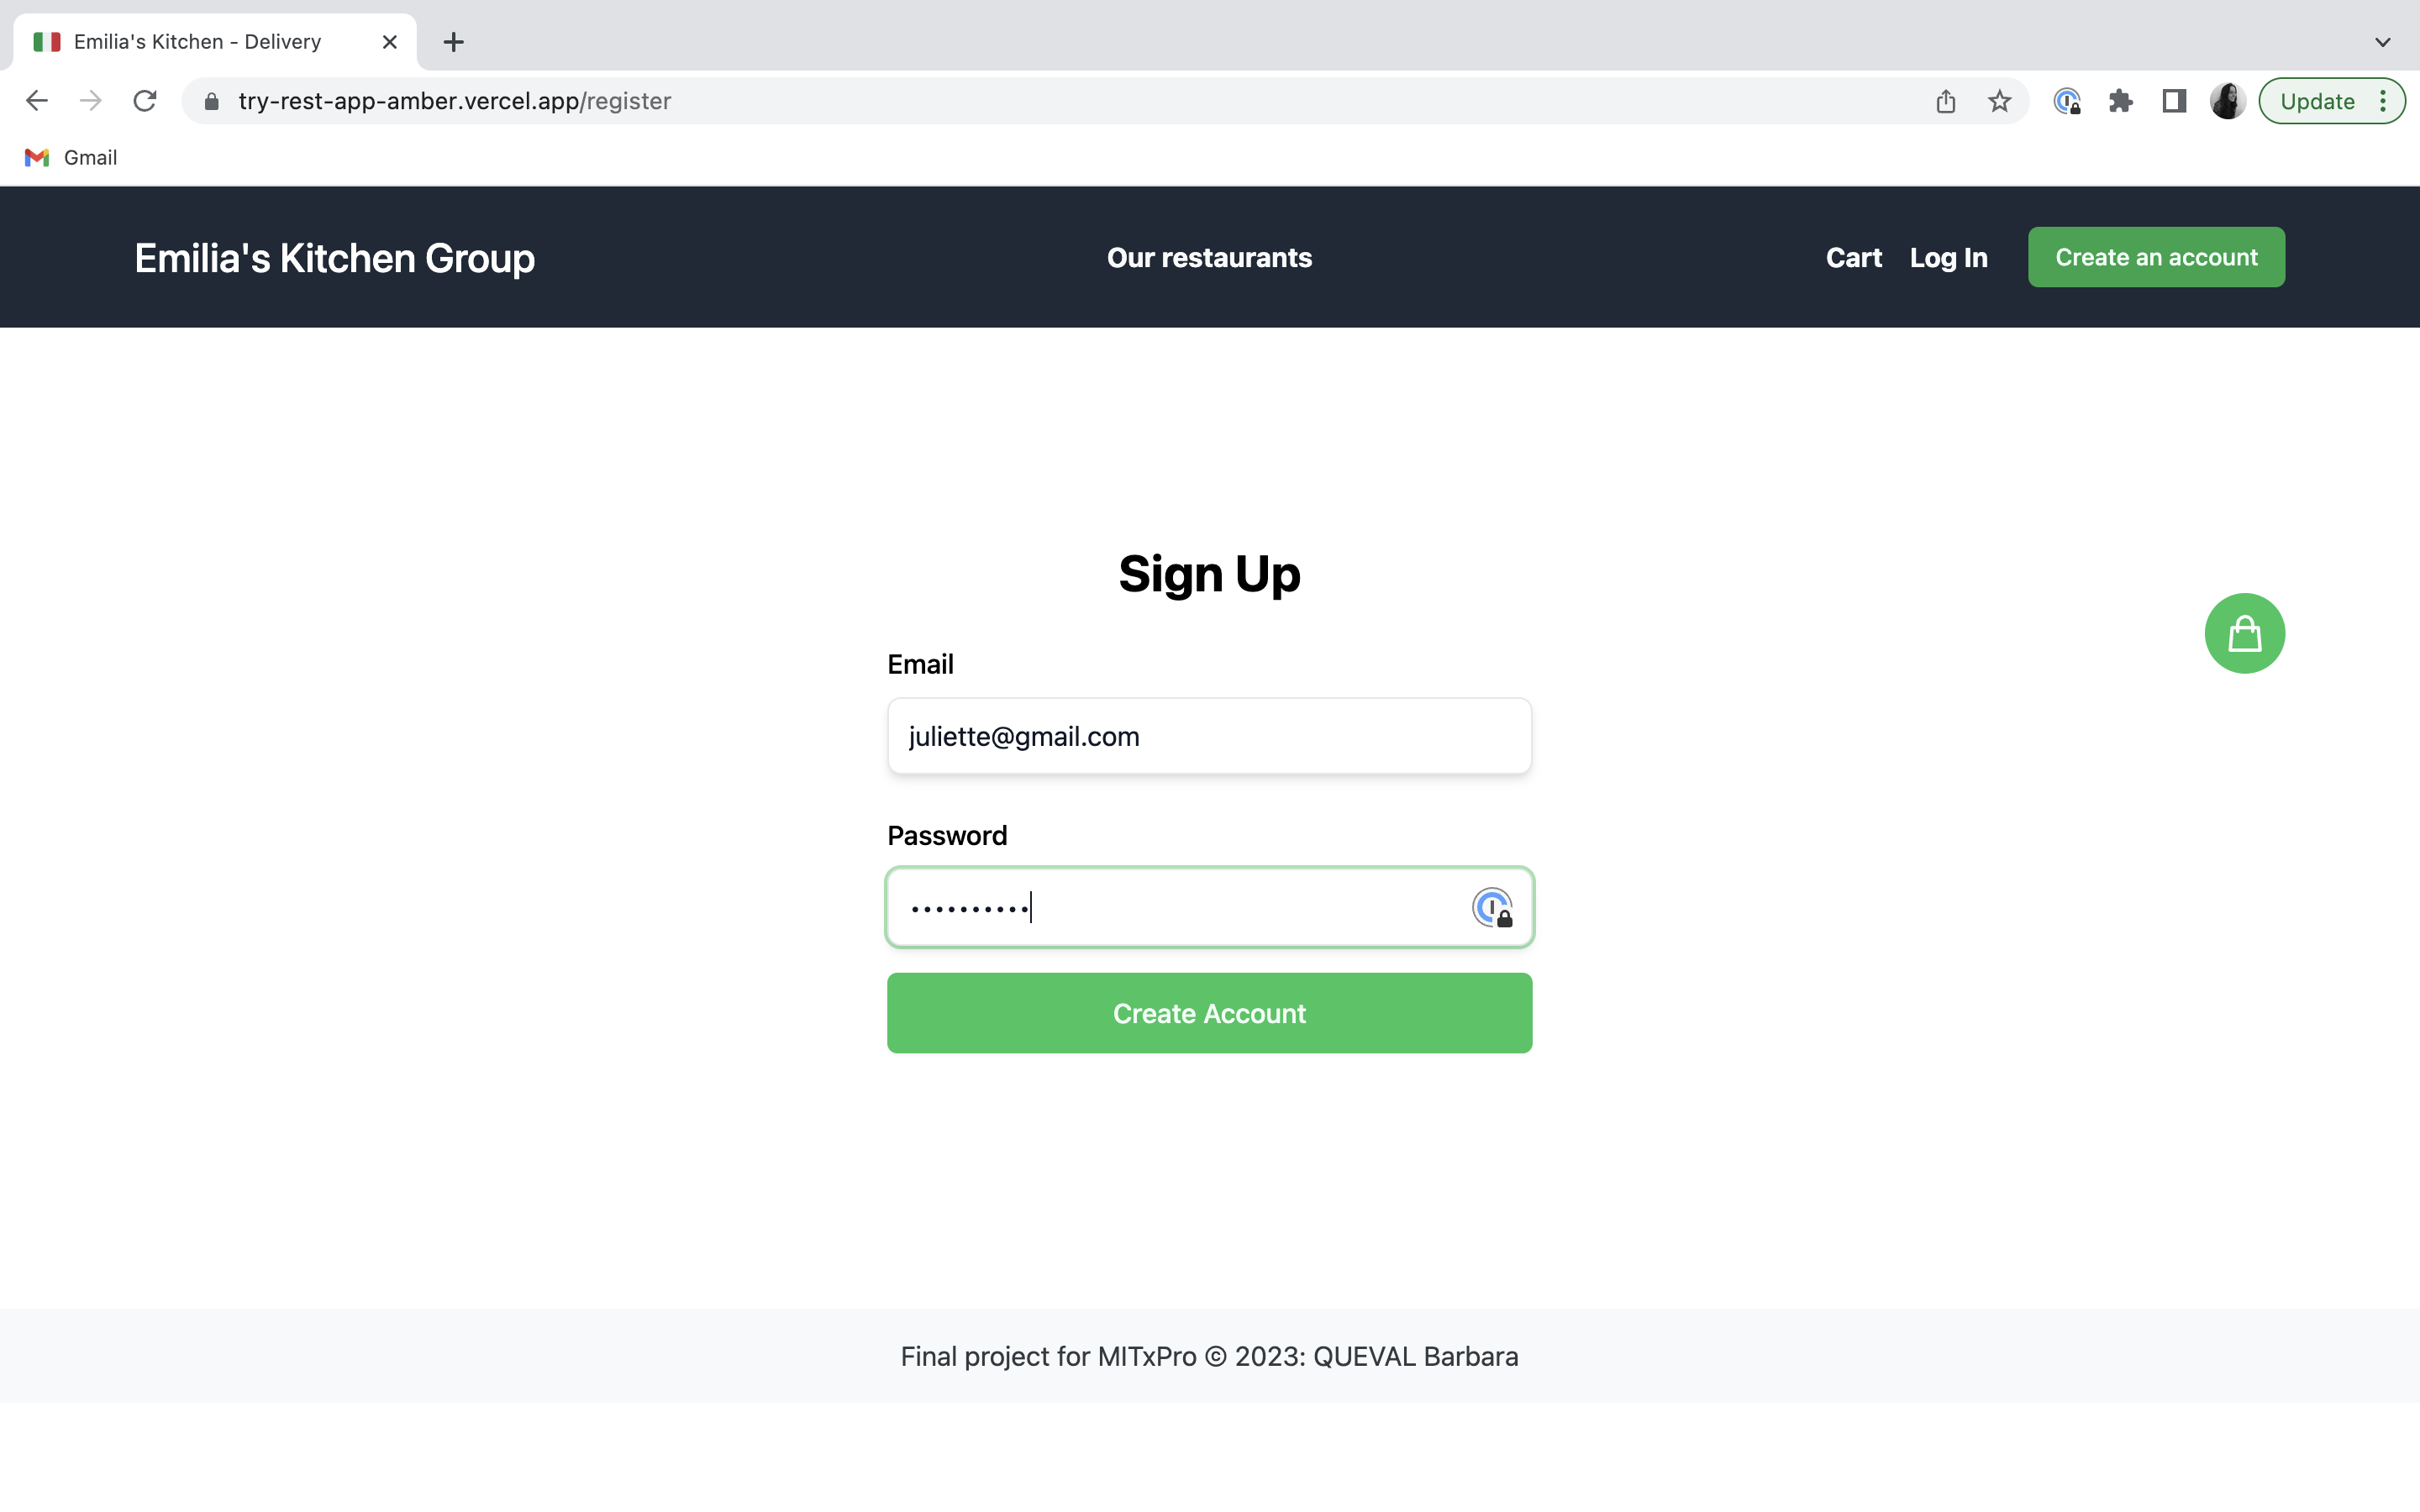 Emilia's Kitchen - Delivery
try-rest-app-amber.vercel.app/register
Update
Gmail
Emilia's Kitchen Group
Our restaurants
Cart
Log In
Create an account
Sign Up
Email
juliette@gmail.com
Password
••••••••••
Create Account
Final project for MITxPro © 2023: QUEVAL Barbara